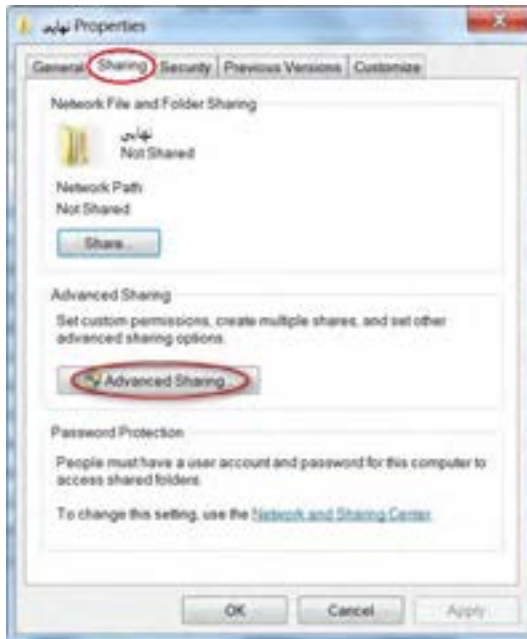 نهایی Properties
General Sharing Security Previous Versions Customize
Network File and Folder Sharing
نهایی
Not Shared
Network Path:
Not Shared
Share...
Advanced Sharing
Set custom permissions, create multiple shares, and set other
advanced sharing options.
Advanced Sharing...
Password Protection
People must have a user account and password for this computer to
access shared folders.
To change this setting, use the Network and Sharing Center.
OK Cancel Apply